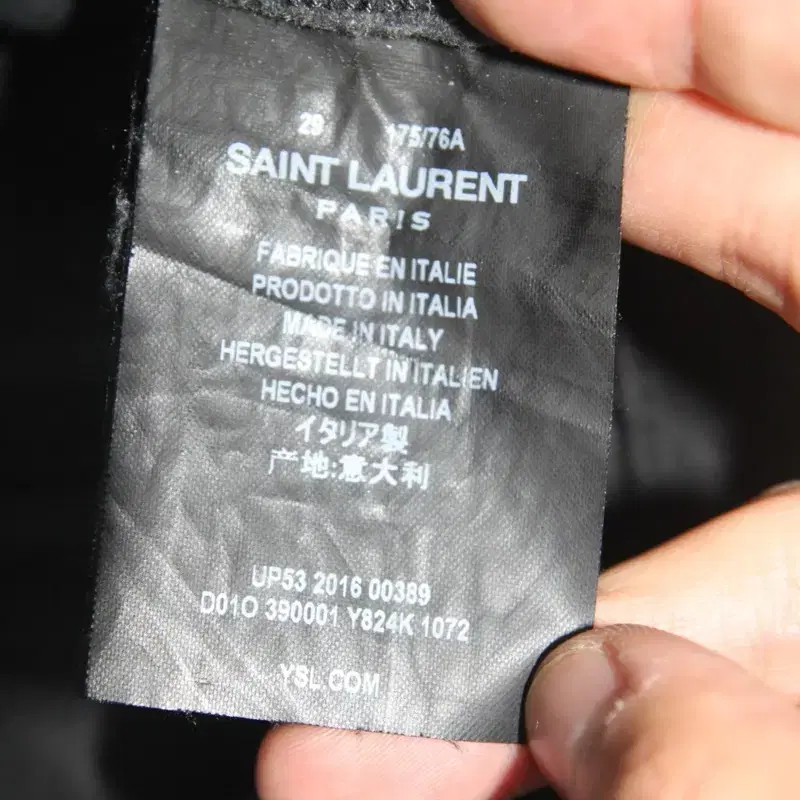 29 175/76A
SAINT LAURENT
PARIS
FABRIQUE EN ITALIE
PRODOTTO IN ITALIA
MADE IN ITALY
HERGESTELLT IN ITALIEN
HECHO EN ITALIA
イタリア製
产地:意大利
UP53 2016 00389
D01O 390001 Y824K 1072
YSL.COM